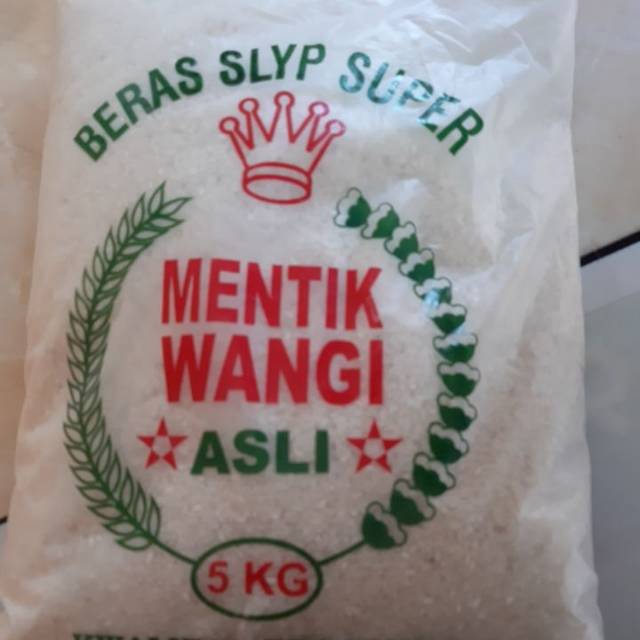 BERAS SLYP SUPER
MENTIK
WANGI
ASLI
5 KG